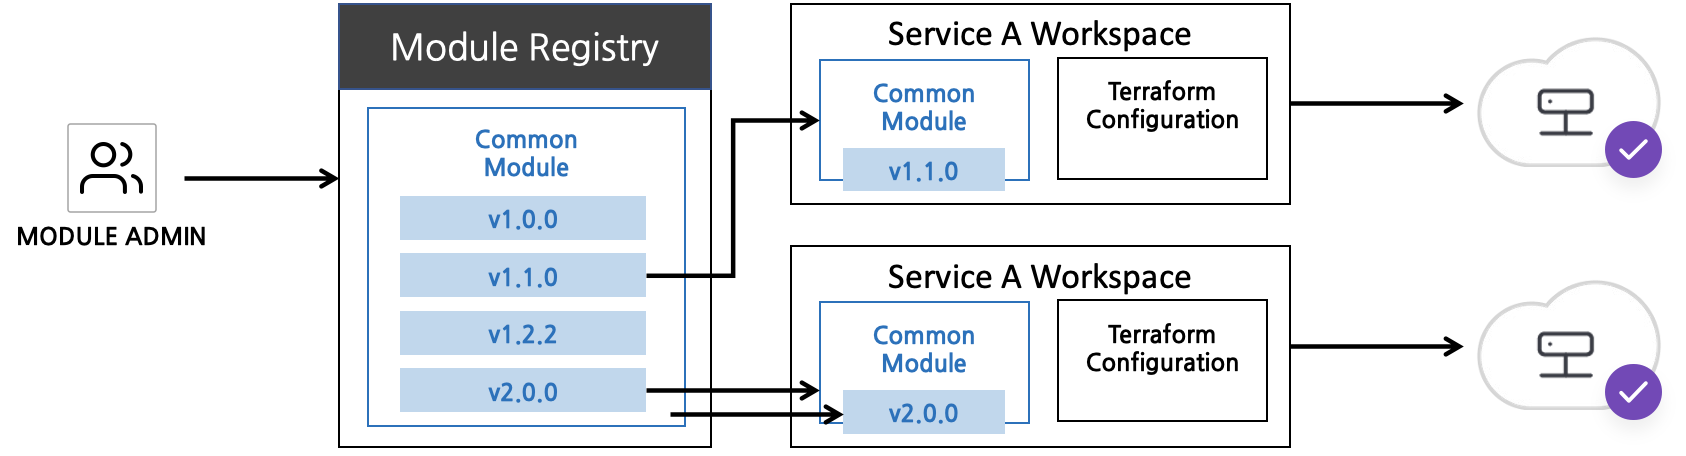 MODULE ADMIN
Module Registry
Common
Module
v1.0.0
v1.1.0
v1.2.2
v2.0.0
Service A Workspace
Common
Module
v1.1.0
Terraform
Configuration
Service A Workspace
Common
Module
v2.0.0
Terraform
Configuration